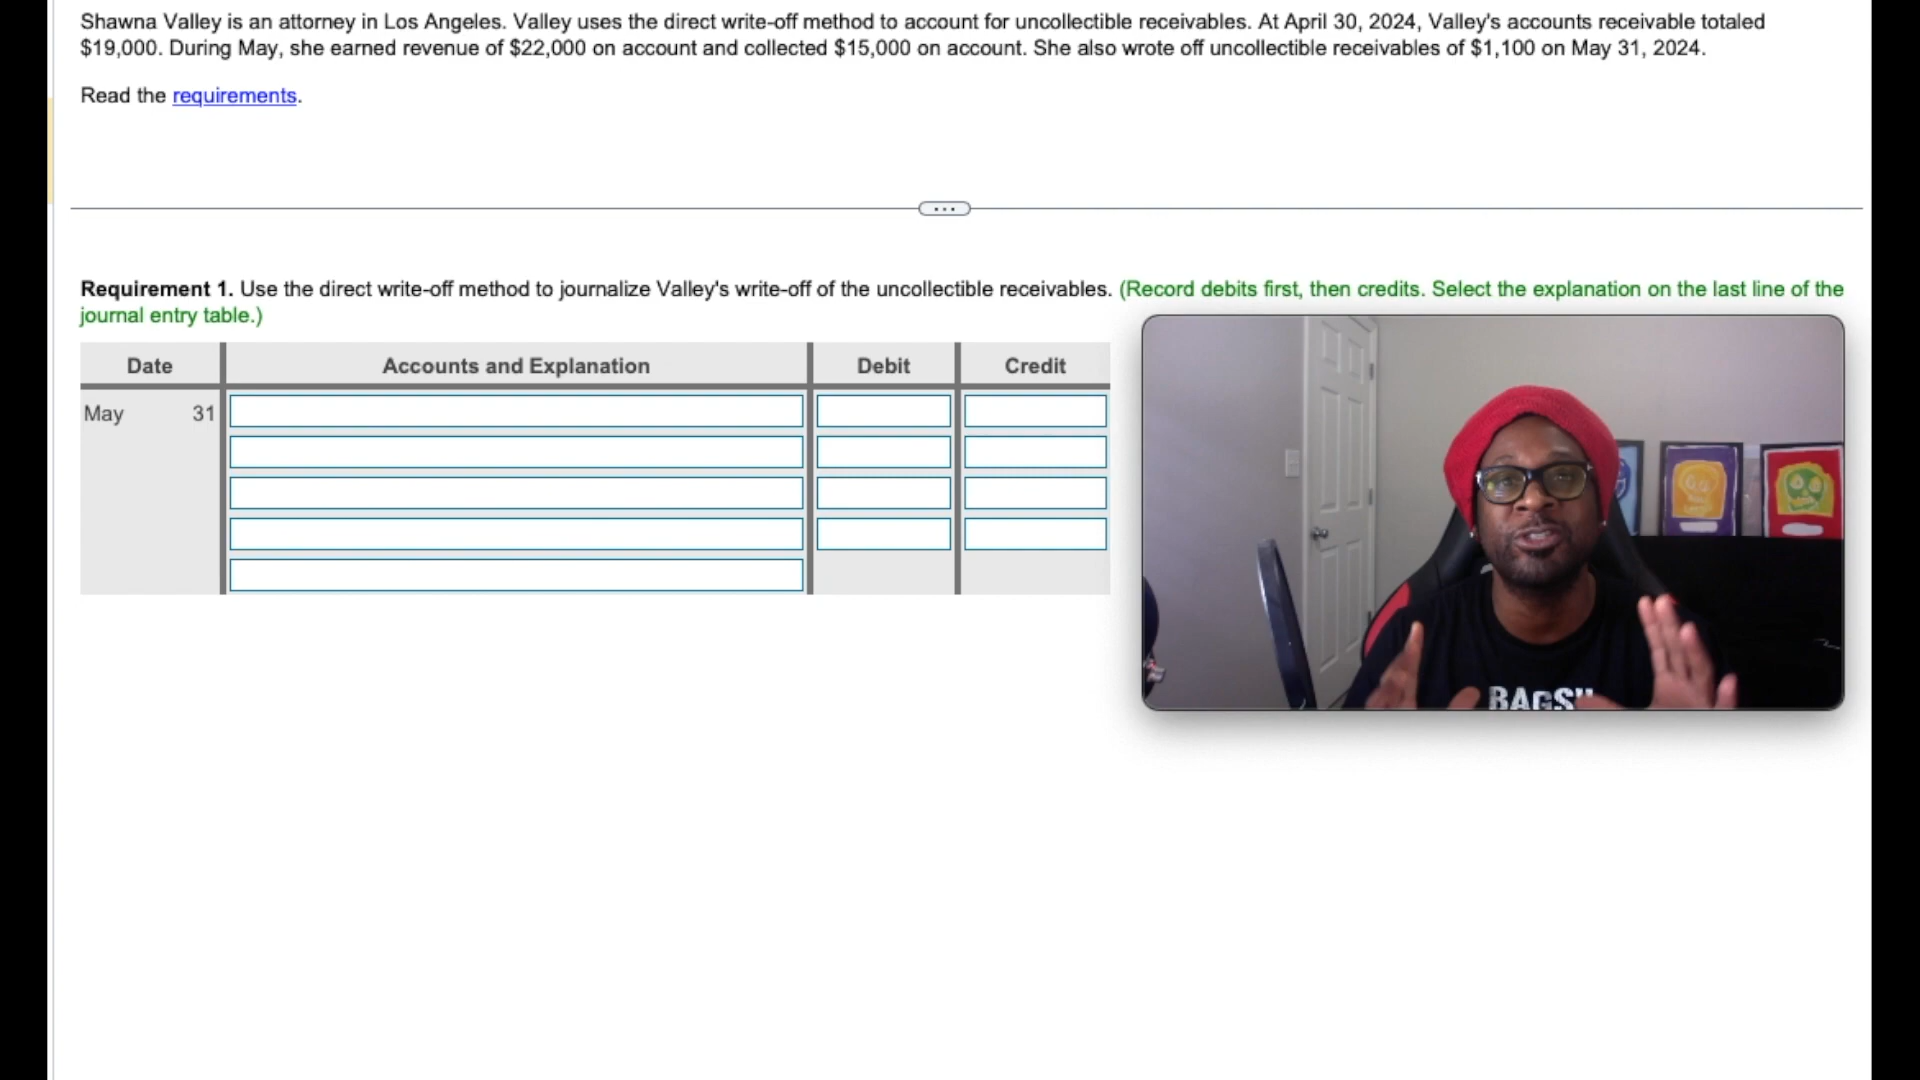 Shawna Valley is an attorney in Los Angeles. Valley uses the direct write-off method to account for uncollectible receivables. At April 30, 2024, Valley's accounts receivable totaled
$19,000. During May, she earned revenue of $22,000 on account and collected $15,000 on account. She also wrote off uncollectible receivables of $1,100 on May 31, 2024.
Read the requirements.
Requirement 1. Use the direct write-off method to journalize Valley's write-off of the uncollectible receivables. (Record debits first, then credits. Select the explanation on the last line of the
journal entry table.)
Date Accounts and Explanation Debit Credit
May 31
BAGS